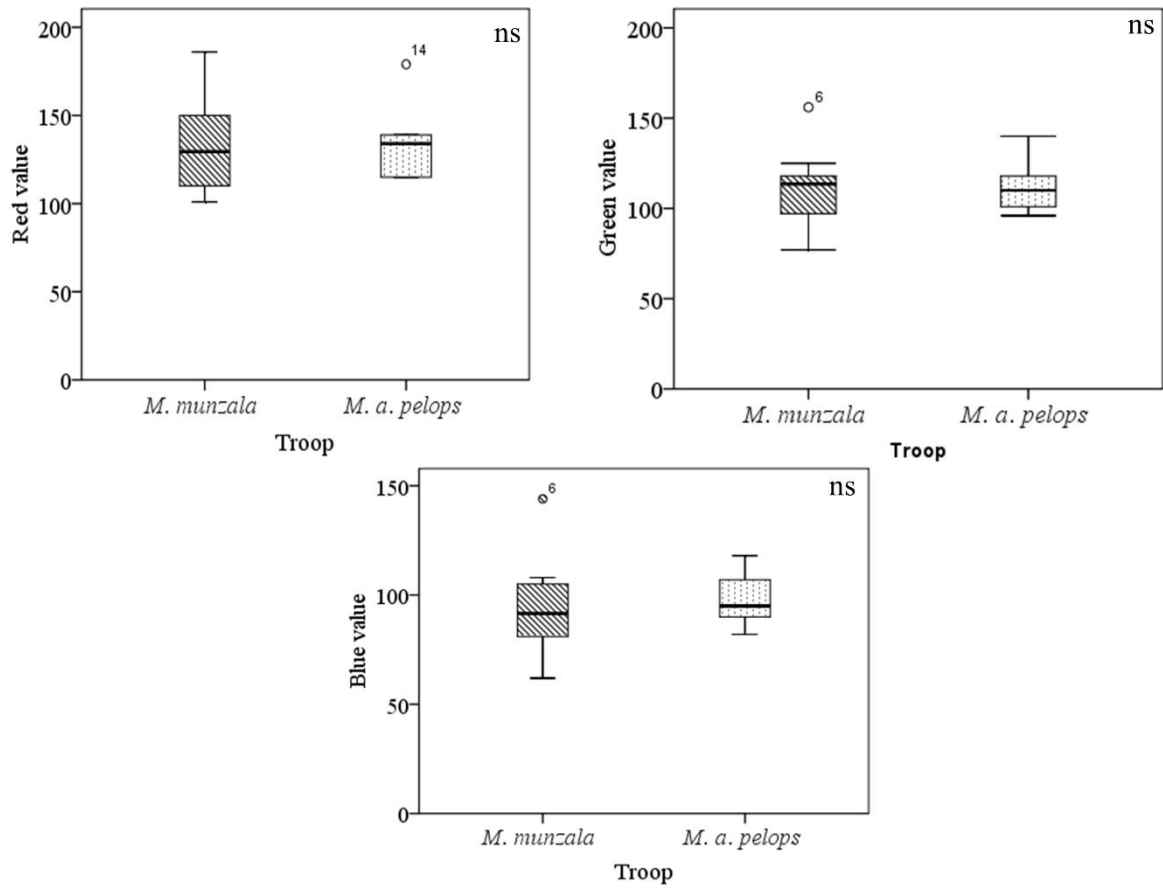 200
150
100
50
0
Red value
ns
14
M. munzala M. a. pelops
Troop
200
150
100
50
0
Green value
ns
6
M. munzala M. a. pelops
Troop
150
100
50
0
Blue value
ns
6
M. munzala M. a. pelops
Troop